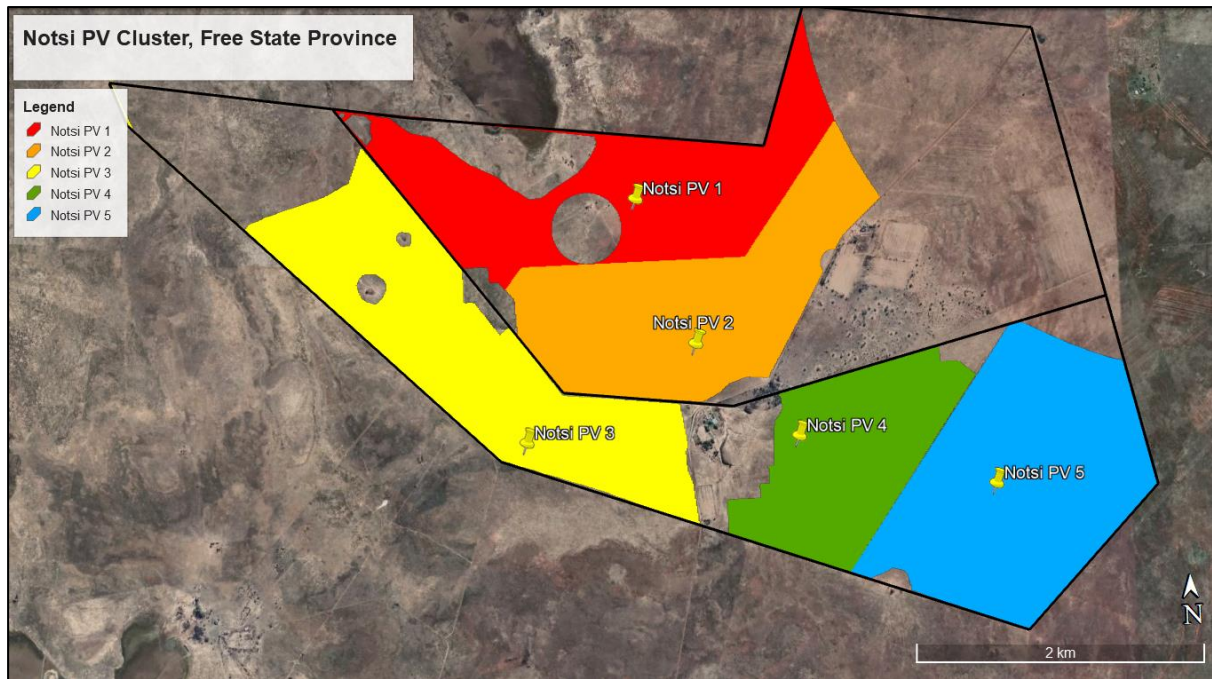 Notsi PV Cluster, Free State Province
Legend
Notsi PV 1
Notsi PV 2
Notsi PV 3
Notsi PV 4
Notsi PV 5
Notsi PV 1
Notsi PV 2
Notsi PV 3
Notsi PV 4
Notsi PV 5
N
2 km